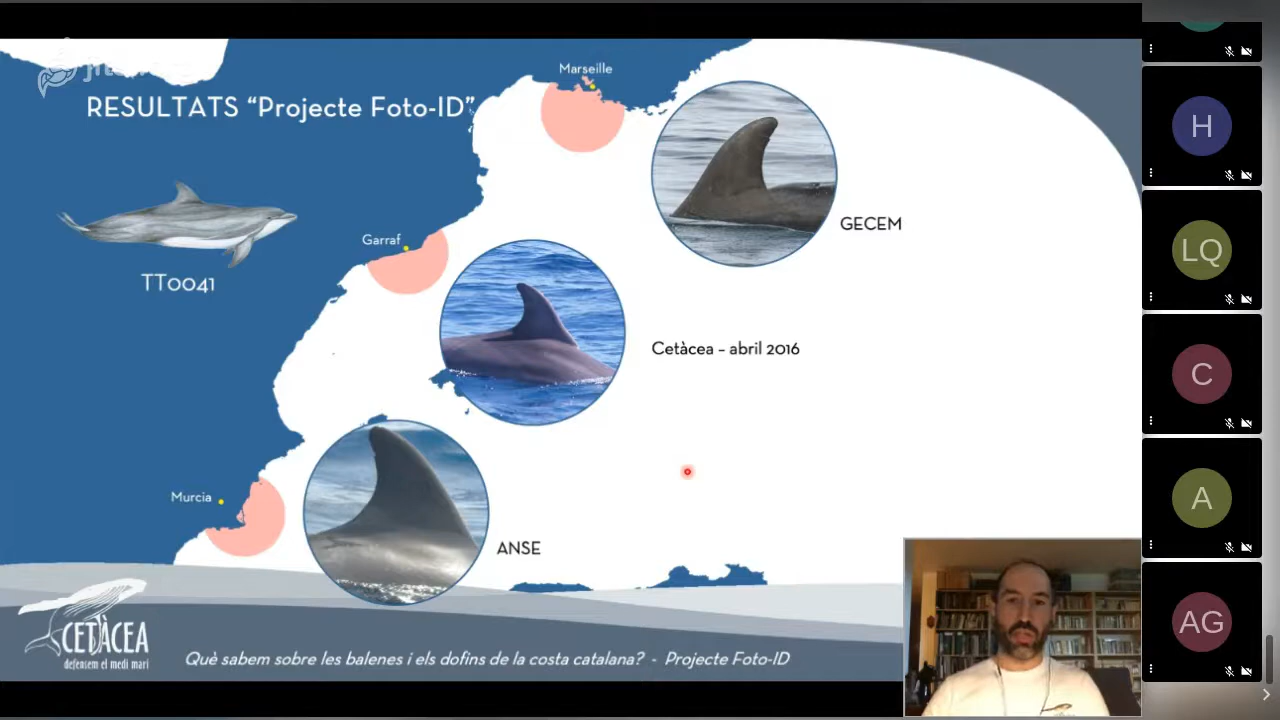 Marseille
RESULTATS “Projecte Foto-ID”
GECEM
Garraf
TT0041
Cetàcea – abril 2016
Murcia
ANSE
CETÀCEA
defensem el medi marí
Què sabem sobre les balenes i els dofins de la costa catalana? - Projecte Foto-ID
H
LQ
C
A
AG